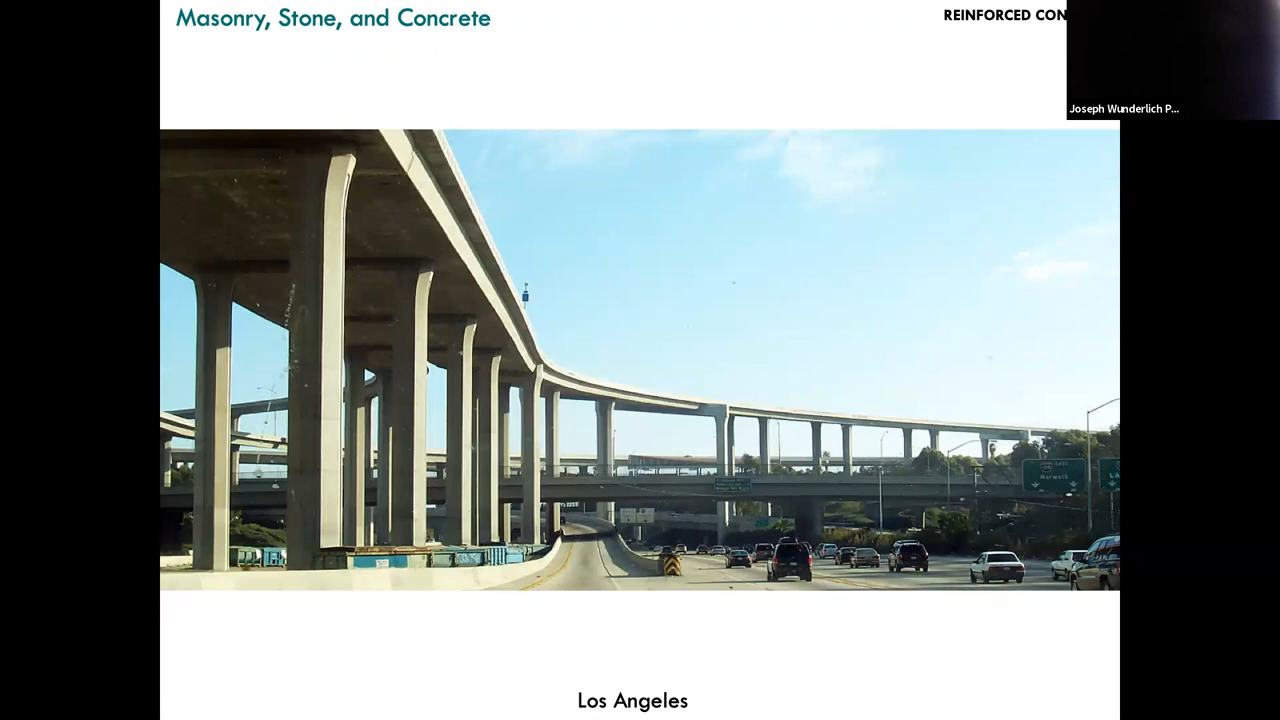 Masonry, Stone, and Concrete
REINFORCED CON
Joseph Wunderlich P...
Norwalk
Los Angeles